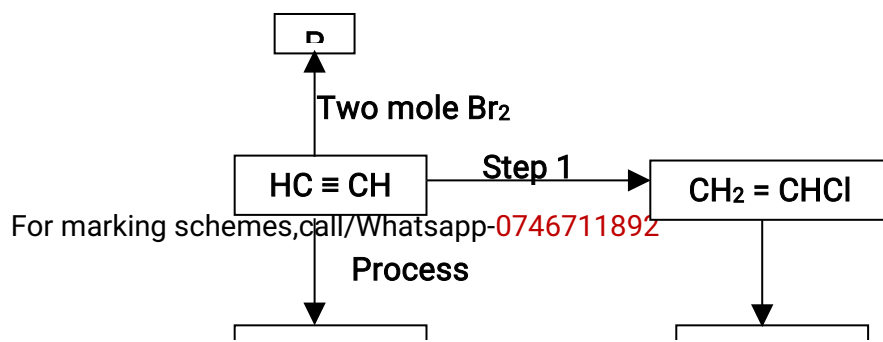 Two mole Br₂
Step 1
HC ≡ CH
CH₂ = CHCl
For marking schemes,call/Whatsapp-0746711892
Process